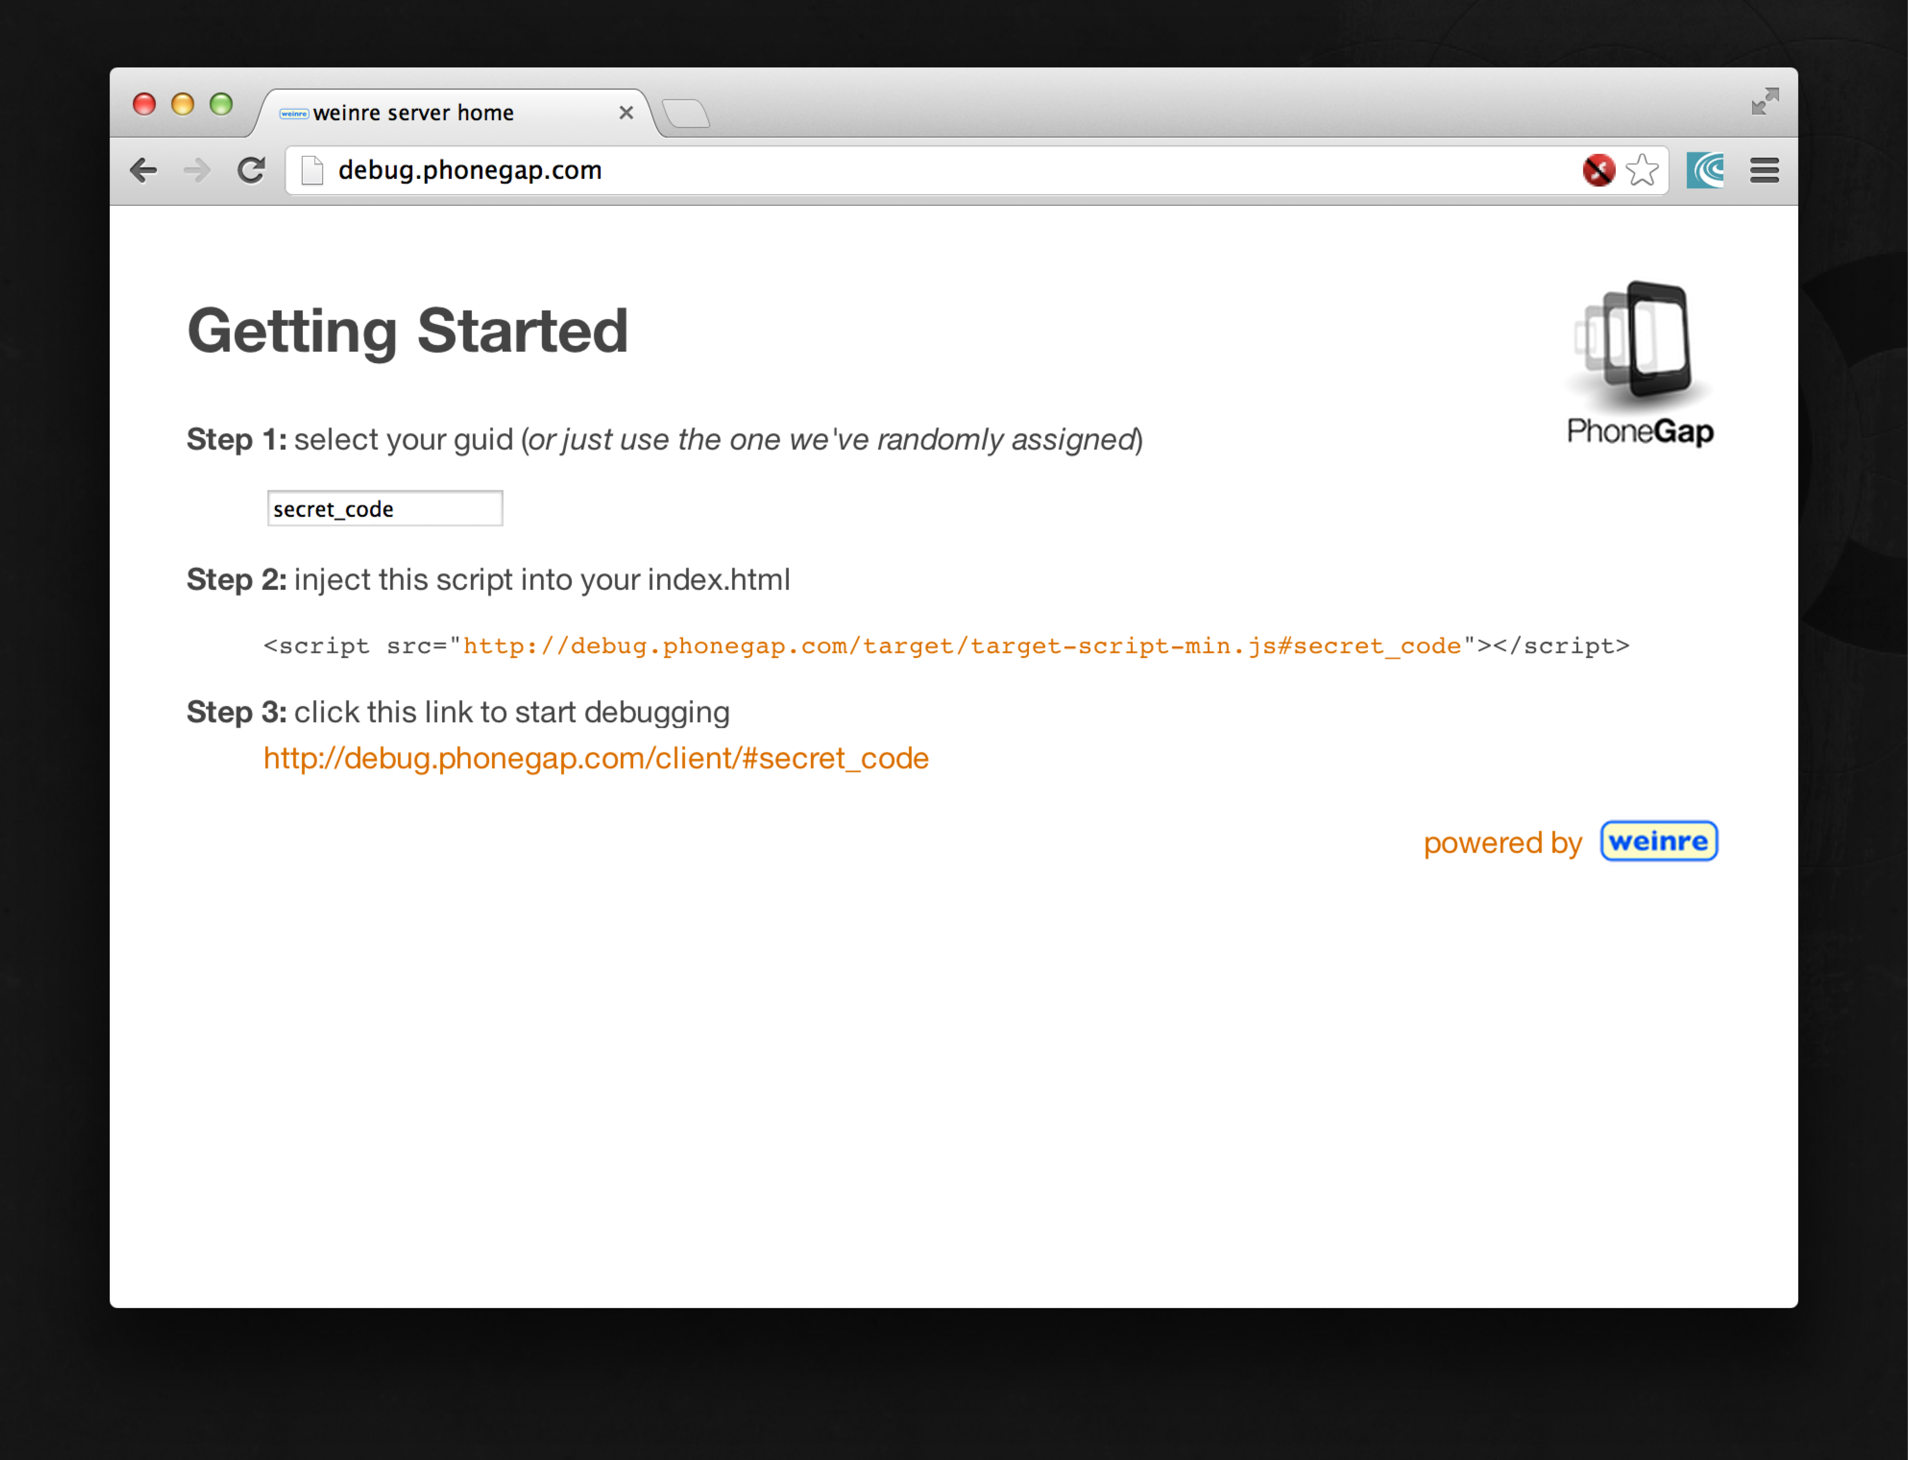 weinre weinre server home
debug.phonegap.com
Getting Started
PhoneGap
Step 1: select your guid (or just use the one we've randomly assigned)
secret_code
Step 2: inject this script into your index.html
<script src="http://debug.phonegap.com/target/target-script-min.js#secret_code"></script>
Step 3: click this link to start debugging
http://debug.phonegap.com/client/#secret_code
powered by weinre